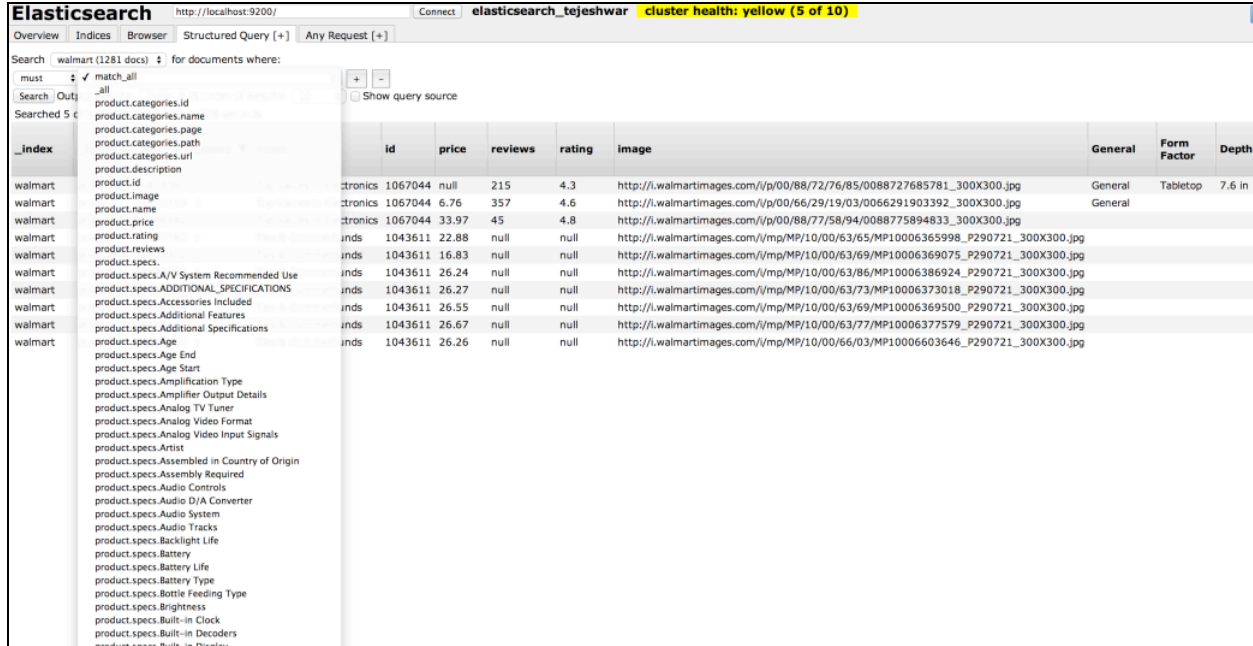 Elasticsearch http://localhost:9200/ Connect elasticsearch_tejeshwar cluster health: yellow (5 of 10)
Overview Indices Browser Structured Query [+] Any Request [+]
Search walmart (1281 docs) for documents where:
must ✓ match_all + -
_all
Search Show query source
product.categories.id
Searched 5
product.categories.name
product.categories.page
product.categories.path
product.categories.url
product.description
_index id price reviews rating image General Form Factor Depth
walmart ctronics 1067044 null 215 4.3 http://i.walmartimages.com/i/p/00/88/72/76/85/0088727685781_300X300.jpg General Tabletop 7.6 in
walmart ctronics 1067044 6.76 357 4.6 http://i.walmartimages.com/i/p/00/66/29/19/03/0066291903392_300X300.jpg General
walmart ctronics 1067044 33.97 45 4.8 http://i.walmartimages.com/i/p/00/88/77/58/94/0088775894833_300X300.jpg
walmart unds 1043611 22.88 null null http://i.walmartimages.com/i/mp/MP/10/00/63/65/MP10006365998_P290721_300X300.jpg
walmart unds 1043611 16.83 null null http://i.walmartimages.com/i/mp/MP/10/00/63/69/MP10006369075_P290721_300X300.jpg
walmart unds 1043611 26.24 null null http://i.walmartimages.com/i/mp/MP/10/00/63/86/MP10006386924_P290721_300X300.jpg
walmart unds 1043611 26.27 null null http://i.walmartimages.com/i/mp/MP/10/00/63/73/MP10006373018_P290721_300X300.jpg
walmart unds 1043611 26.55 null null http://i.walmartimages.com/i/mp/MP/10/00/63/69/MP10006369500_P290721_300X300.jpg
walmart unds 1043611 26.67 null null http://i.walmartimages.com/i/mp/MP/10/00/63/77/MP10006377579_P290721_300X300.jpg
walmart unds 1043611 26.26 null null http://i.walmartimages.com/i/mp/MP/10/00/66/03/MP10006603646_P290721_300X300.jpg
product.id
product.image
product.name
product.price
product.rating
product.reviews
product.specs.
product.specs.A/V System Recommended Use
product.specs.ADDITIONAL_SPECIFICATIONS
product.specs.Accessories Included
product.specs.Additional Features
product.specs.Additional Specifications
product.specs.Age
product.specs.Age End
product.specs.Age Start
product.specs.Amplification Type
product.specs.Amplifier Output Details
product.specs.Analog TV Tuner
product.specs.Analog Video Format
product.specs.Analog Video Input Signals
product.specs.Artist
product.specs.Assembled in Country of Origin
product.specs.Assembly Required
product.specs.Audio Controls
product.specs.Audio D/A Converter
product.specs.Audio System
product.specs.Audio Tracks
product.specs.Backlight Life
product.specs.Battery
product.specs.Battery Life
product.specs.Battery Type
product.specs.Bottle Feeding Type
product.specs.Brightness
product.specs.Built-in Clock
product.specs.Built-in Decoders
product.specs.Built-in Display